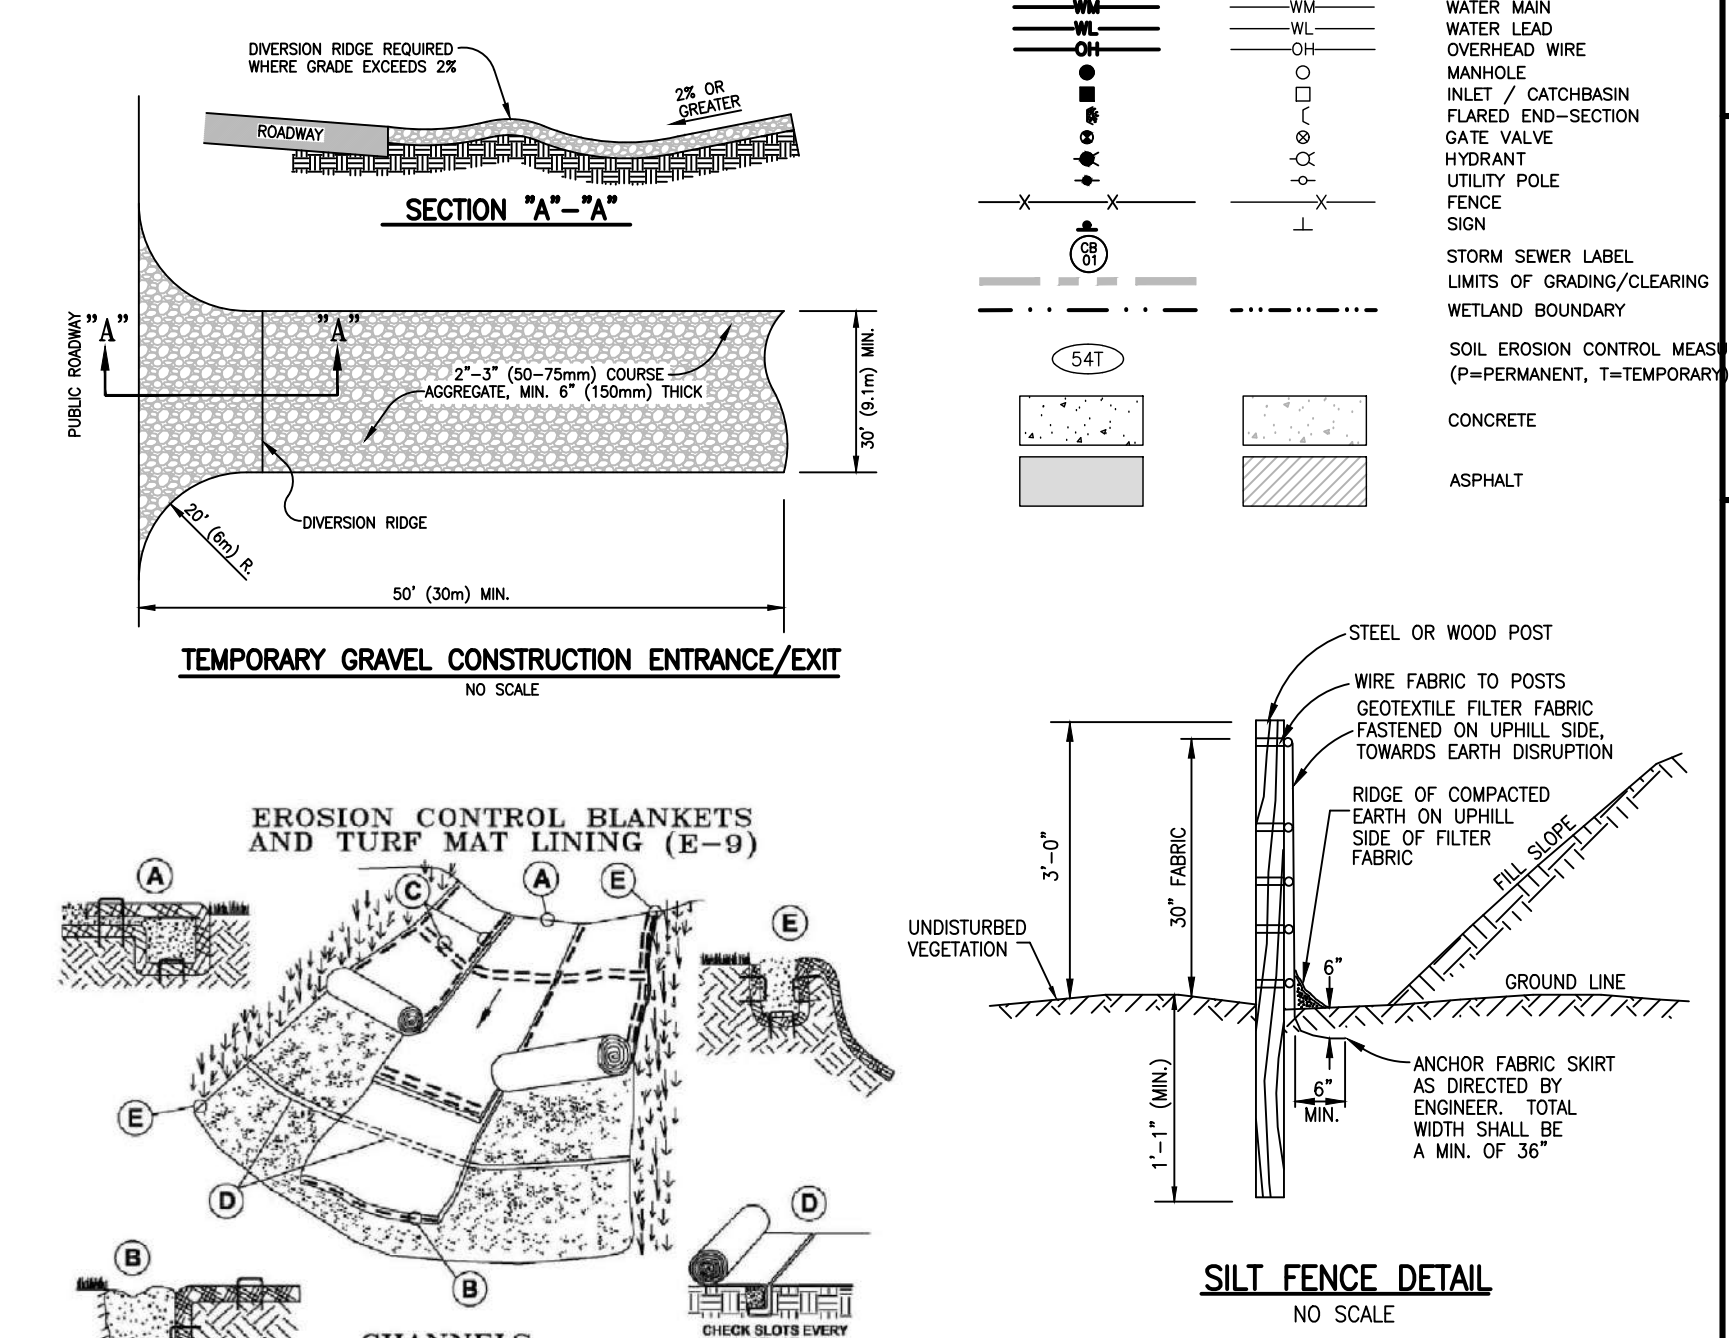 DIVERSION RIDGE REQUIRED
WHERE GRADE EXCEEDS 2%
2% OR
GREATER
ROADWAY
SECTION "A"-"A"
PUBLIC ROADWAY
"A"
"A"
2"-3" (50-75mm) COURSE
AGGREGATE, MIN. 6" (150mm) THICK
30' (9.1m) MIN.
DIVERSION RIDGE
20' (6m) R.
50' (30m) MIN.
TEMPORARY GRAVEL CONSTRUCTION ENTRANCE/EXIT
NO SCALE
WM WM WATER MAIN
WL WL WATER LEAD
OH OH OVERHEAD WIRE
MANHOLE
INLET / CATCHBASIN
FLARED END-SECTION
GATE VALVE
HYDRANT
UTILITY POLE
X X X FENCE
SIGN
CB
01
STORM SEWER LABEL
LIMITS OF GRADING/CLEARING
WETLAND BOUNDARY
54T
SOIL EROSION CONTROL MEASU
(P=PERMANENT, T=TEMPORARY)
CONCRETE
ASPHALT
EROSION CONTROL BLANKETS
AND TURF MAT LINING (E-9)
A
C
A
E
E
E
D
D
B
B
CHECK SLOTS EVERY
CHANNELS
STEEL OR WOOD POST
WIRE FABRIC TO POSTS
GEOTEXTILE FILTER FABRIC
FASTENED ON UPHILL SIDE,
TOWARDS EARTH DISRUPTION
RIDGE OF COMPACTED
EARTH ON UPHILL
SIDE OF FILTER
FABRIC
FILL SLOPE
3'-0"
30" FABRIC
UNDISTURBED
VEGETATION
6"
GROUND LINE
1'-1" (MIN.)
6"
MIN.
ANCHOR FABRIC SKIRT
AS DIRECTED BY
ENGINEER. TOTAL
WIDTH SHALL BE
A MIN. OF 36"
SILT FENCE DETAIL
NO SCALE